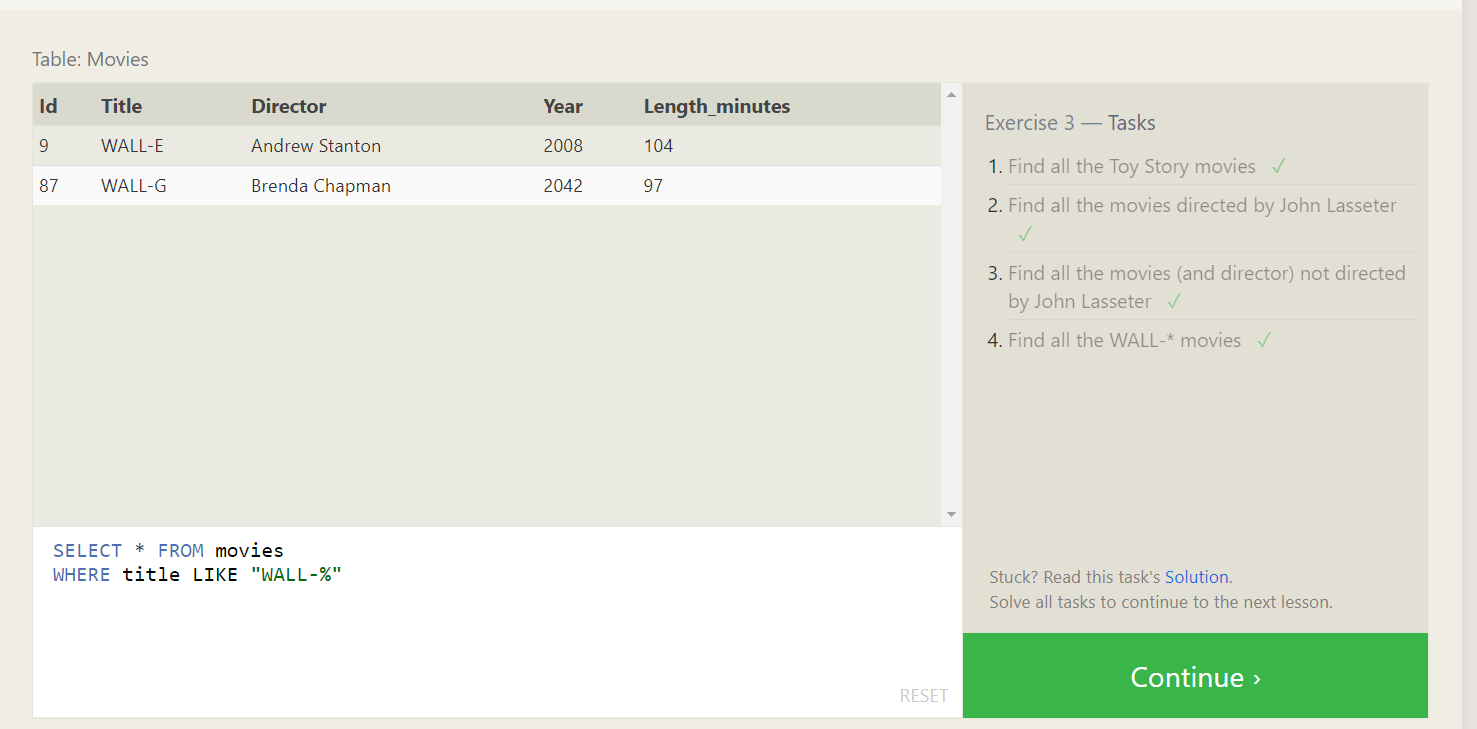 Table: Movies
Id Title Director Year Length_minutes
9 WALL-E Andrew Stanton 2008 104
87 WALL-G Brenda Chapman 2042 97
SELECT * FROM movies
WHERE title LIKE "WALL-%"
RESET
Exercise 3 — Tasks
1. Find all the Toy Story movies ✓
2. Find all the movies directed by John Lasseter
✓
3. Find all the movies (and director) not directed
by John Lasseter ✓
4. Find all the WALL-* movies ✓
Stuck? Read this task's Solution.
Solve all tasks to continue to the next lesson.
Continue ›